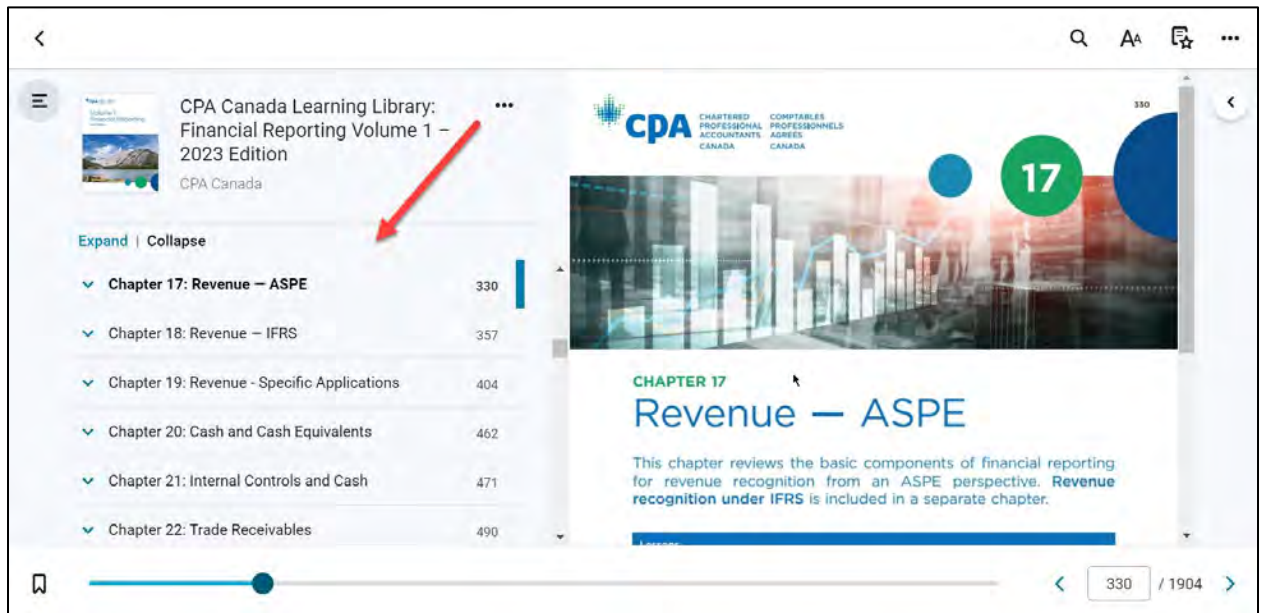 AA
CPA Canada Learning Library:
Financial Reporting Volume 1 –
2023 Edition
CPA Canada
Expand | Collapse
Chapter 17: Revenue — ASPE 330
Chapter 18: Revenue — IFRS 357
Chapter 19: Revenue - Specific Applications 404
Chapter 20: Cash and Cash Equivalents 462
Chapter 21: Internal Controls and Cash 471
Chapter 22: Trade Receivables 490
330
CPA
CHARTERED PROFESSIONAL ACCOUNTANTS CANADA
COMPTABLES PROFESSIONNELS AGRÉÉS CANADA
17
CHAPTER 17
Revenue — ASPE
This chapter reviews the basic components of financial reporting
for revenue recognition from an ASPE perspective. Revenue
recognition under IFRS is included in a separate chapter.
330 / 1904